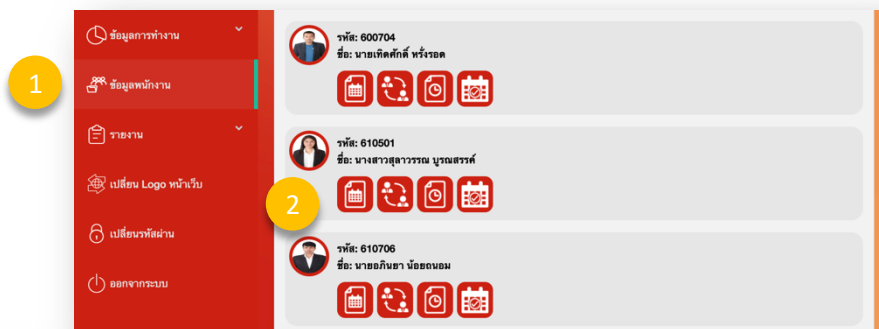 1
2
ข้อมูลการทำงาน
ข้อมูลพนักงาน
รายงาน
เปลี่ยน Logo หน้าเว็บ
เปลี่ยนรหัสผ่าน
ออกจากระบบ
รหัส: 600704
ชื่อ: นายเทิดศักดิ์ หรั่งรอด
รหัส: 610501
ชื่อ: นางสาวสุลาวรรณ บูรณสรรค์
รหัส: 610706
ชื่อ: นายอภินยา น้อยถนอม